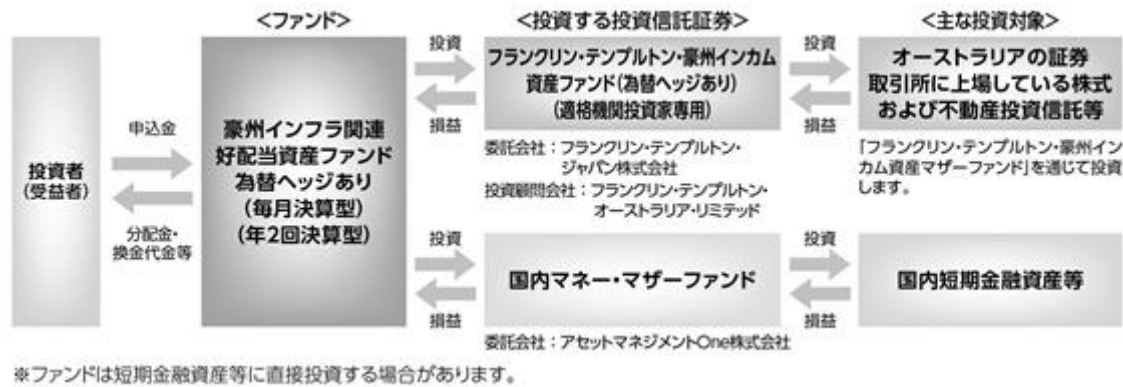 <ファンド>
<投資する投資信託証券>
<主な投資対象>
投資者
(受益者)
申込金
分配金・
換金代金等
豪州インフラ関連
好配当資産ファンド
為替ヘッジあり
(毎月決算型)
(年2回決算型)
投資
損益
フランクリン・テンプルトン・豪州インカム
資産ファンド(為替ヘッジあり)
(適格機関投資家専用)
委託会社:フランクリン・テンプルトン・
ジャパン株式会社
投資顧問会社:フランクリン・テンプルトン・
オーストラリア・リミテッド
投資
損益
オーストラリアの証券
取引所に上場している株式
および不動産投資信託等
「フランクリン・テンプルトン・豪州イン
カム資産マザーファンド」を通じて投資
します。
投資
損益
国内マネー・マザーファンド
委託会社:アセットマネジメントOne株式会社
投資
損益
国内短期金融資産等
※ファンドは短期金融資産等に直接投資する場合があります。